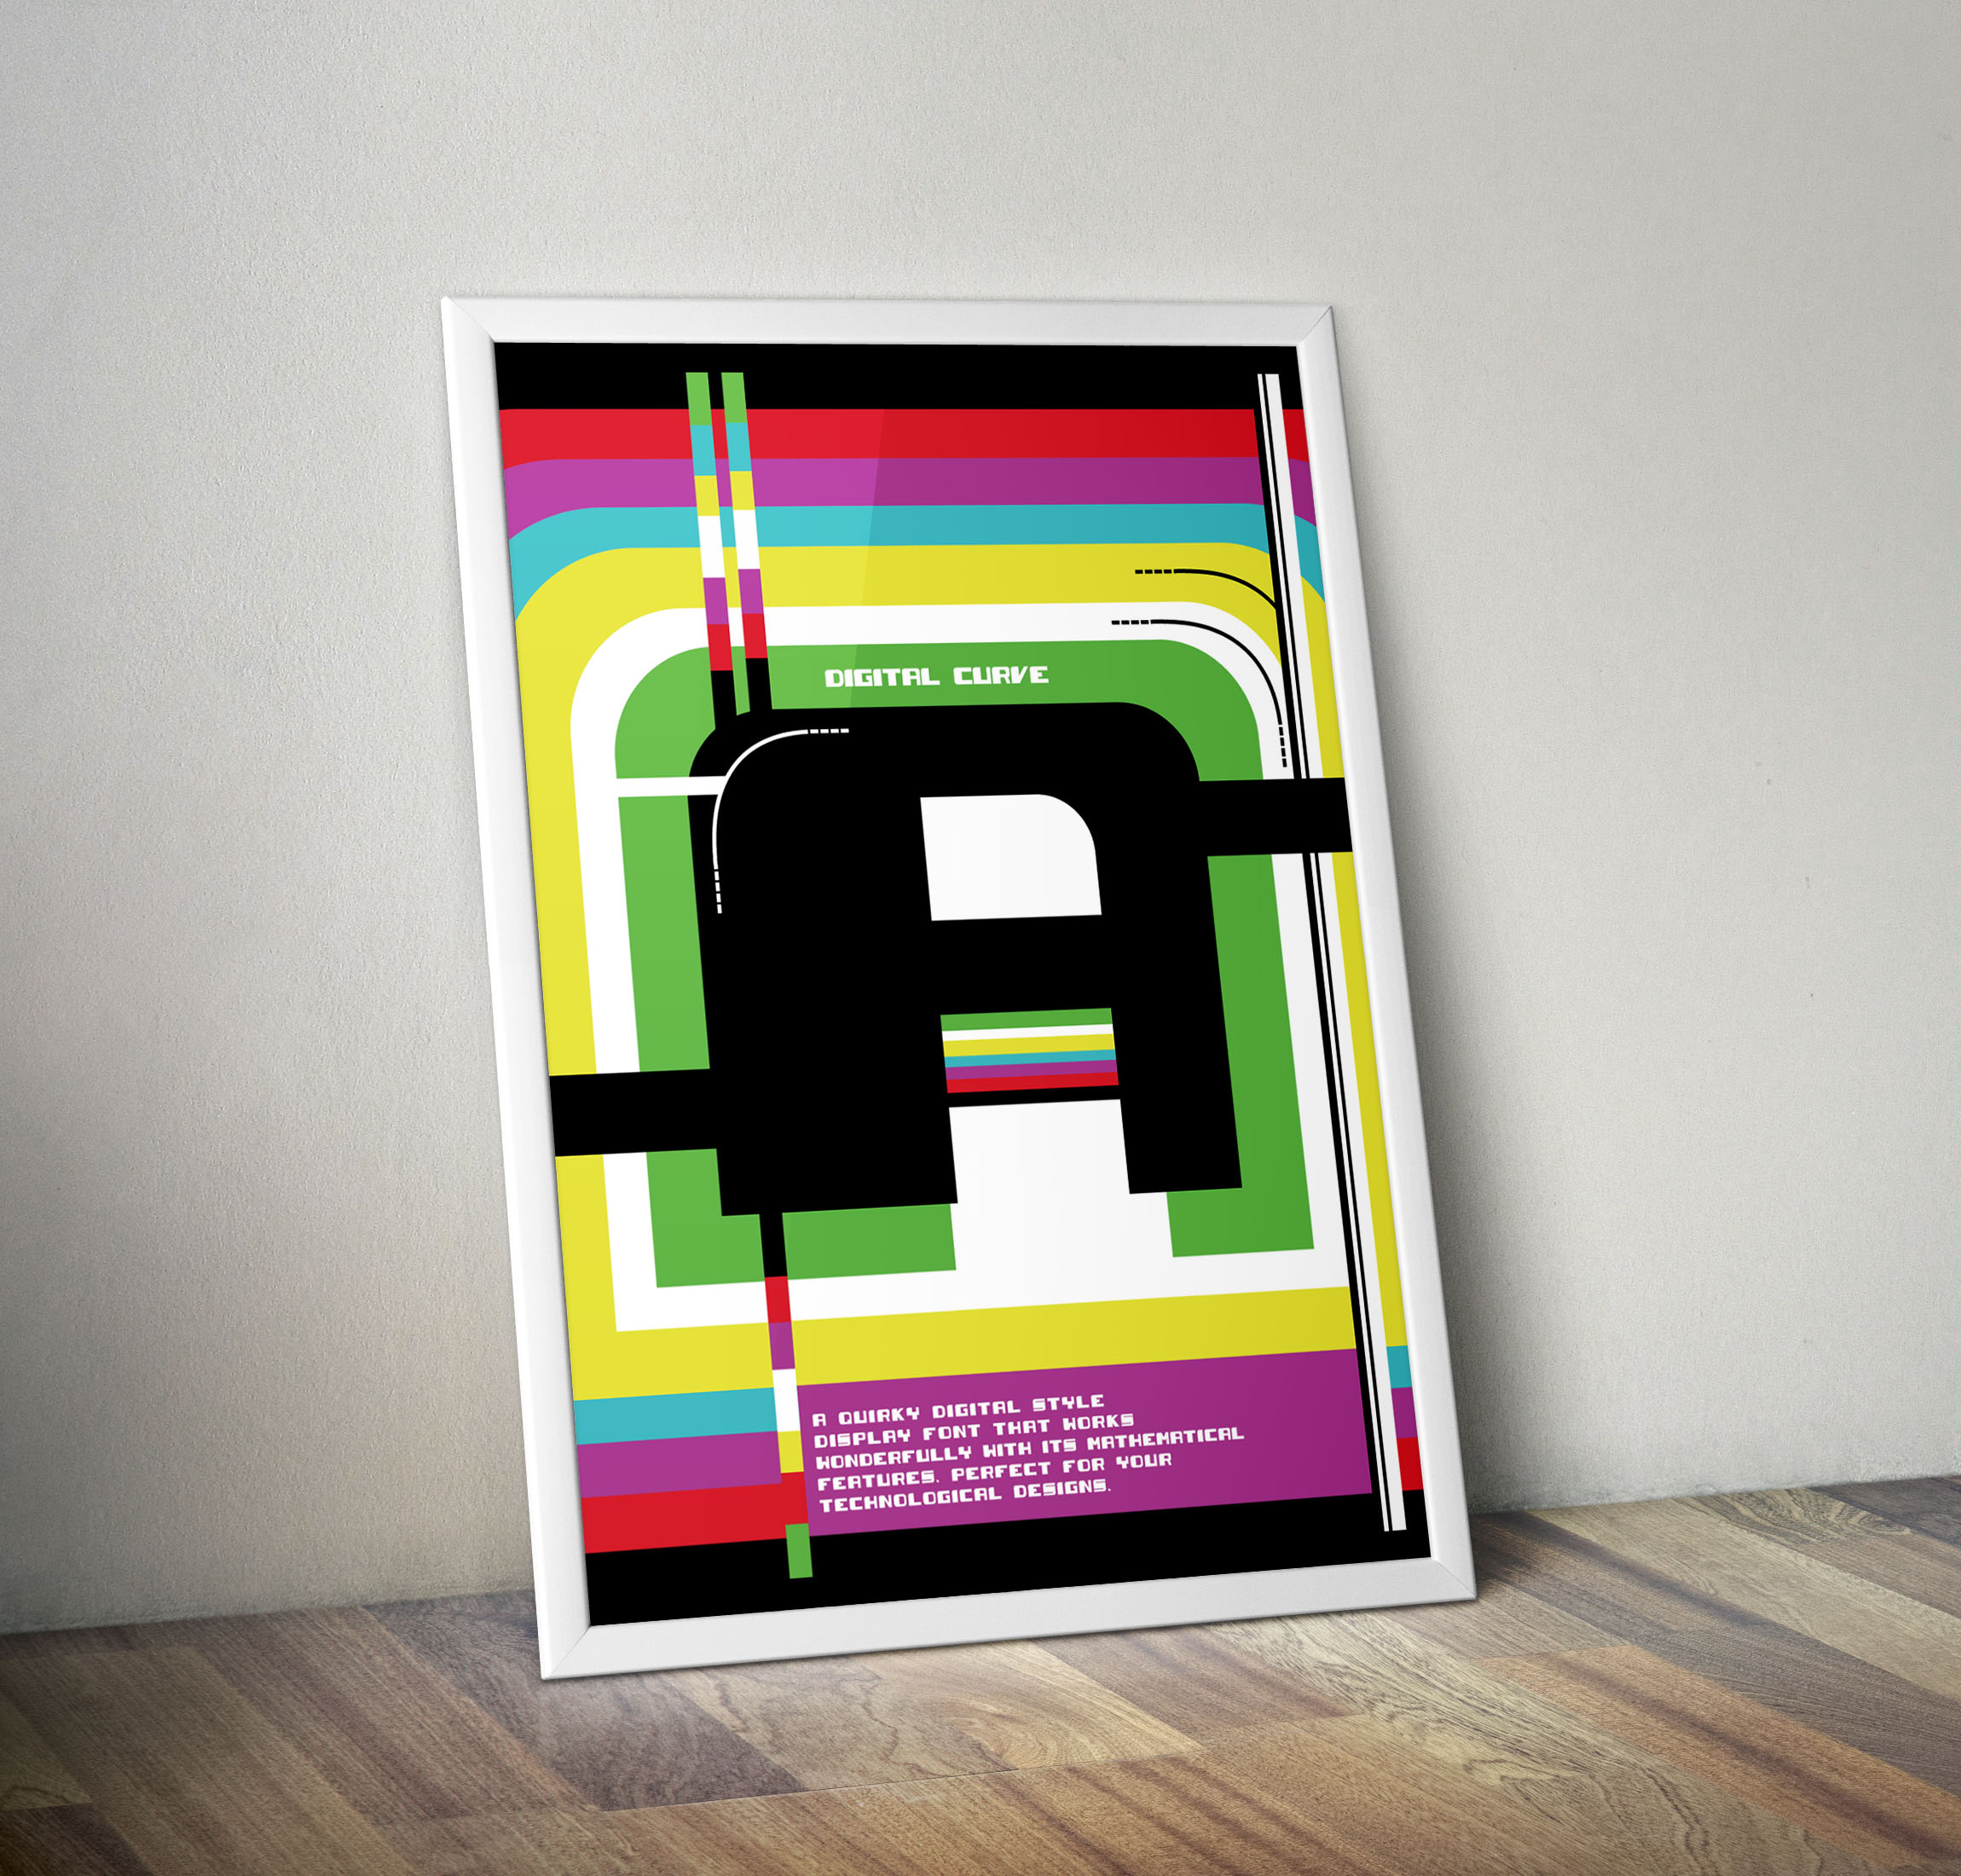 DIGITAL CURVE
A
A QUIRKY DIGITAL STYLE
DISPLAY FONT THAT WORKS
WONDERFULLY WITH ITS MATHEMATICAL
FEATURES. PERFECT FOR YOUR
TECHNOLOGICAL DESIGNS.